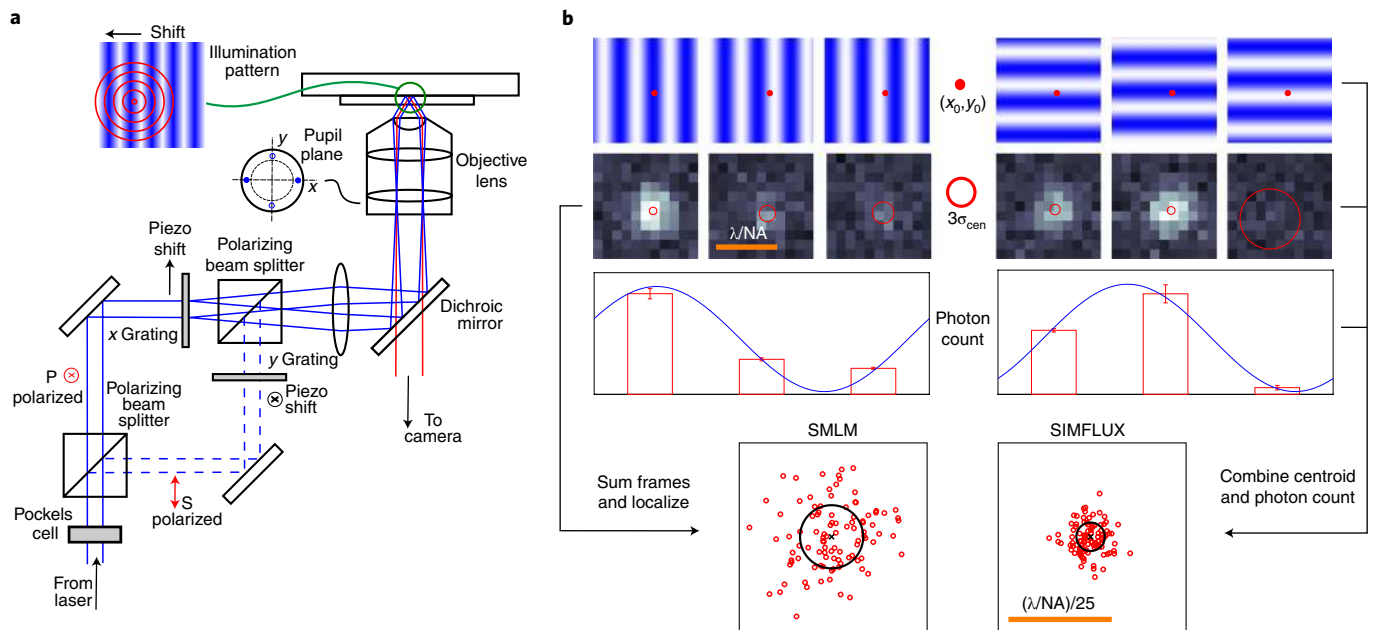 a
Shift
Illumination
pattern
y
x
Pupil
plane
Objective
lens
Piezo
shift
Polarizing
beam splitter
Dichroic
mirror
x Grating
y Grating
P
polarized
Polarizing
beam
splitter
Piezo
shift
To
camera
S
polarized
Pockels
cell
From
laser
b
(x₀,y₀)
λ/NA
3σcen
Photon
count
SMLM
SIMFLUX
Sum frames
and localize
Combine centroid
and photon count
(λ/NA)/25